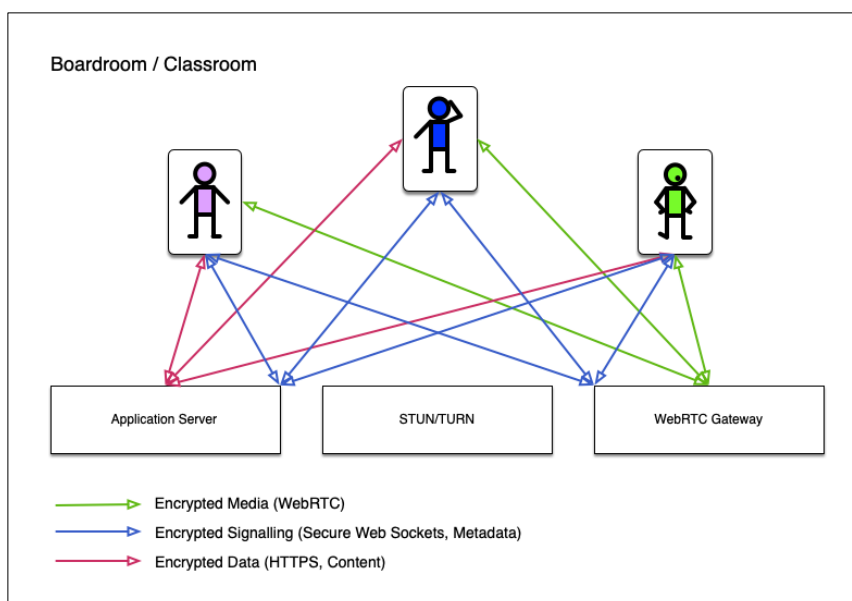 Boardroom / Classroom
Application Server
STUN/TURN
WebRTC Gateway
Encrypted Media (WebRTC)
Encrypted Signalling (Secure Web Sockets, Metadata)
Encrypted Data (HTTPS, Content)